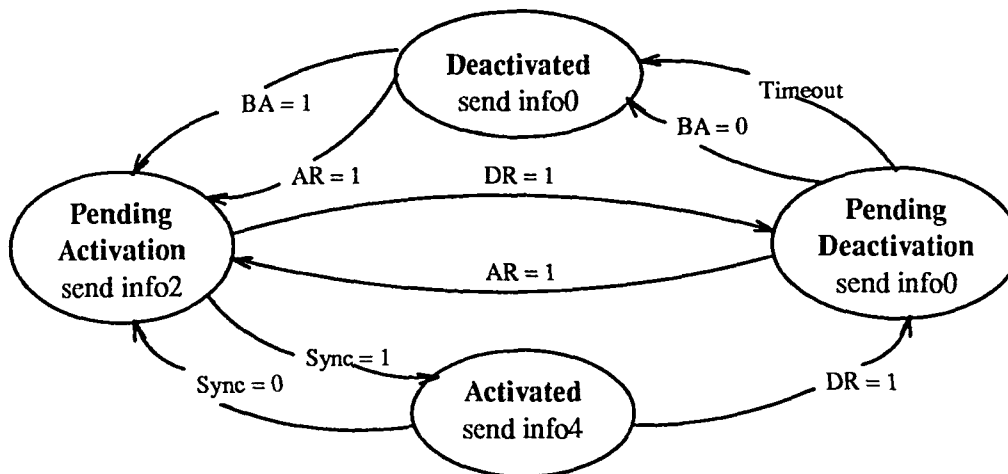 Deactivated
send info0
Timeout
BA = 1
BA = 0
AR = 1
DR = 1
Pending
Activation
send info2
Pending
Deactivation
send info0
AR = 1
Sync = 1
Sync = 0
Activated
send info4
DR = 1